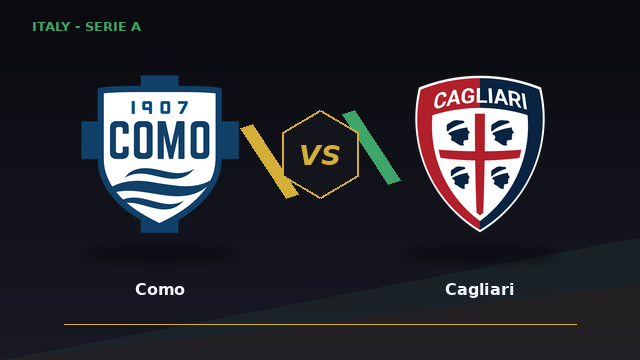 ITALY - SERIE A
1907
COMO
VS
CAGLIARI
Como
Cagliari